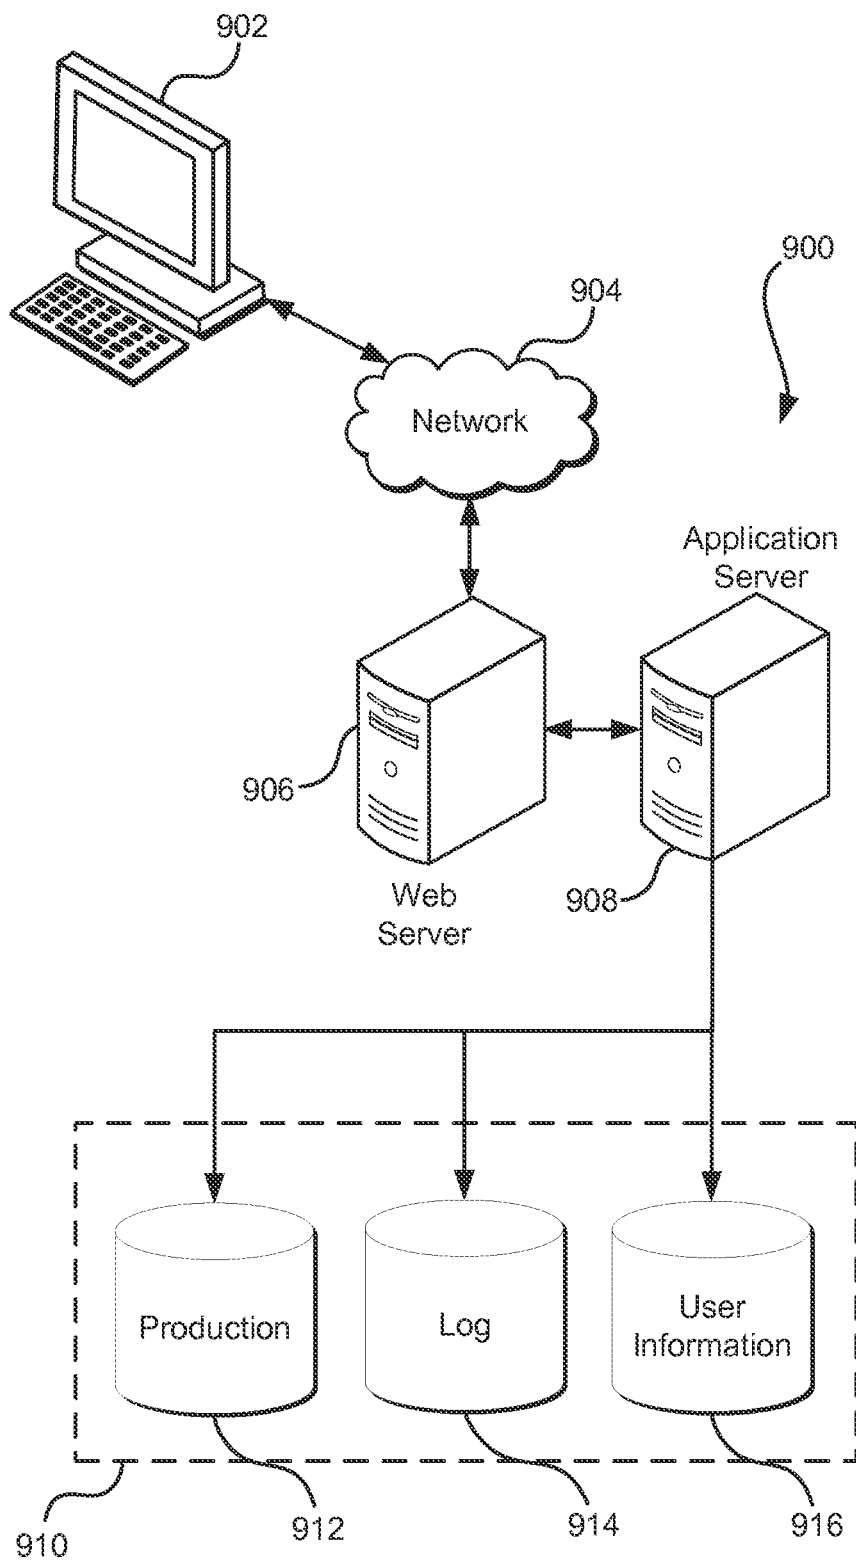 902
900
904
Network
Application
Server
906
908
Web
Server
Production
Log
User
Information
910
912
914
916